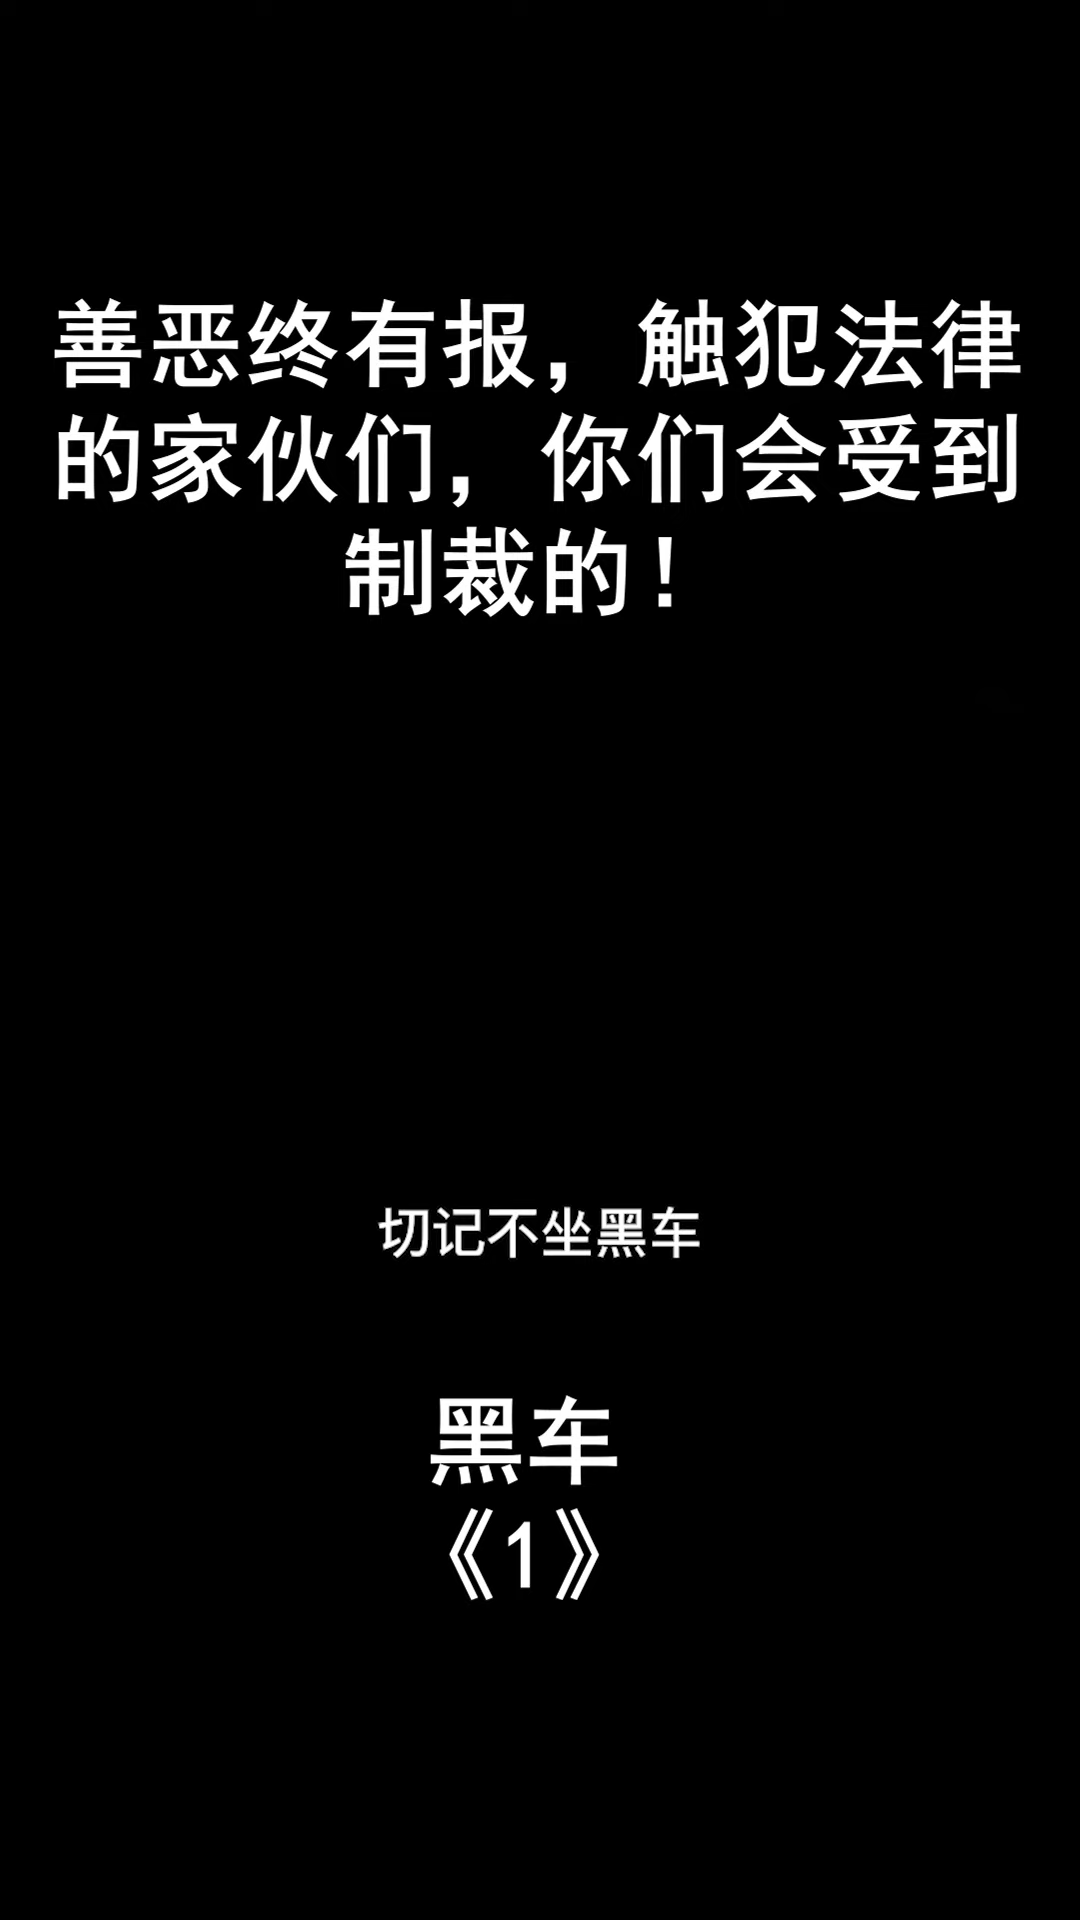 善恶终有报，触犯法律
的家伙们，你们会受到
制裁的！
切记不坐黑车
黑车
《1》